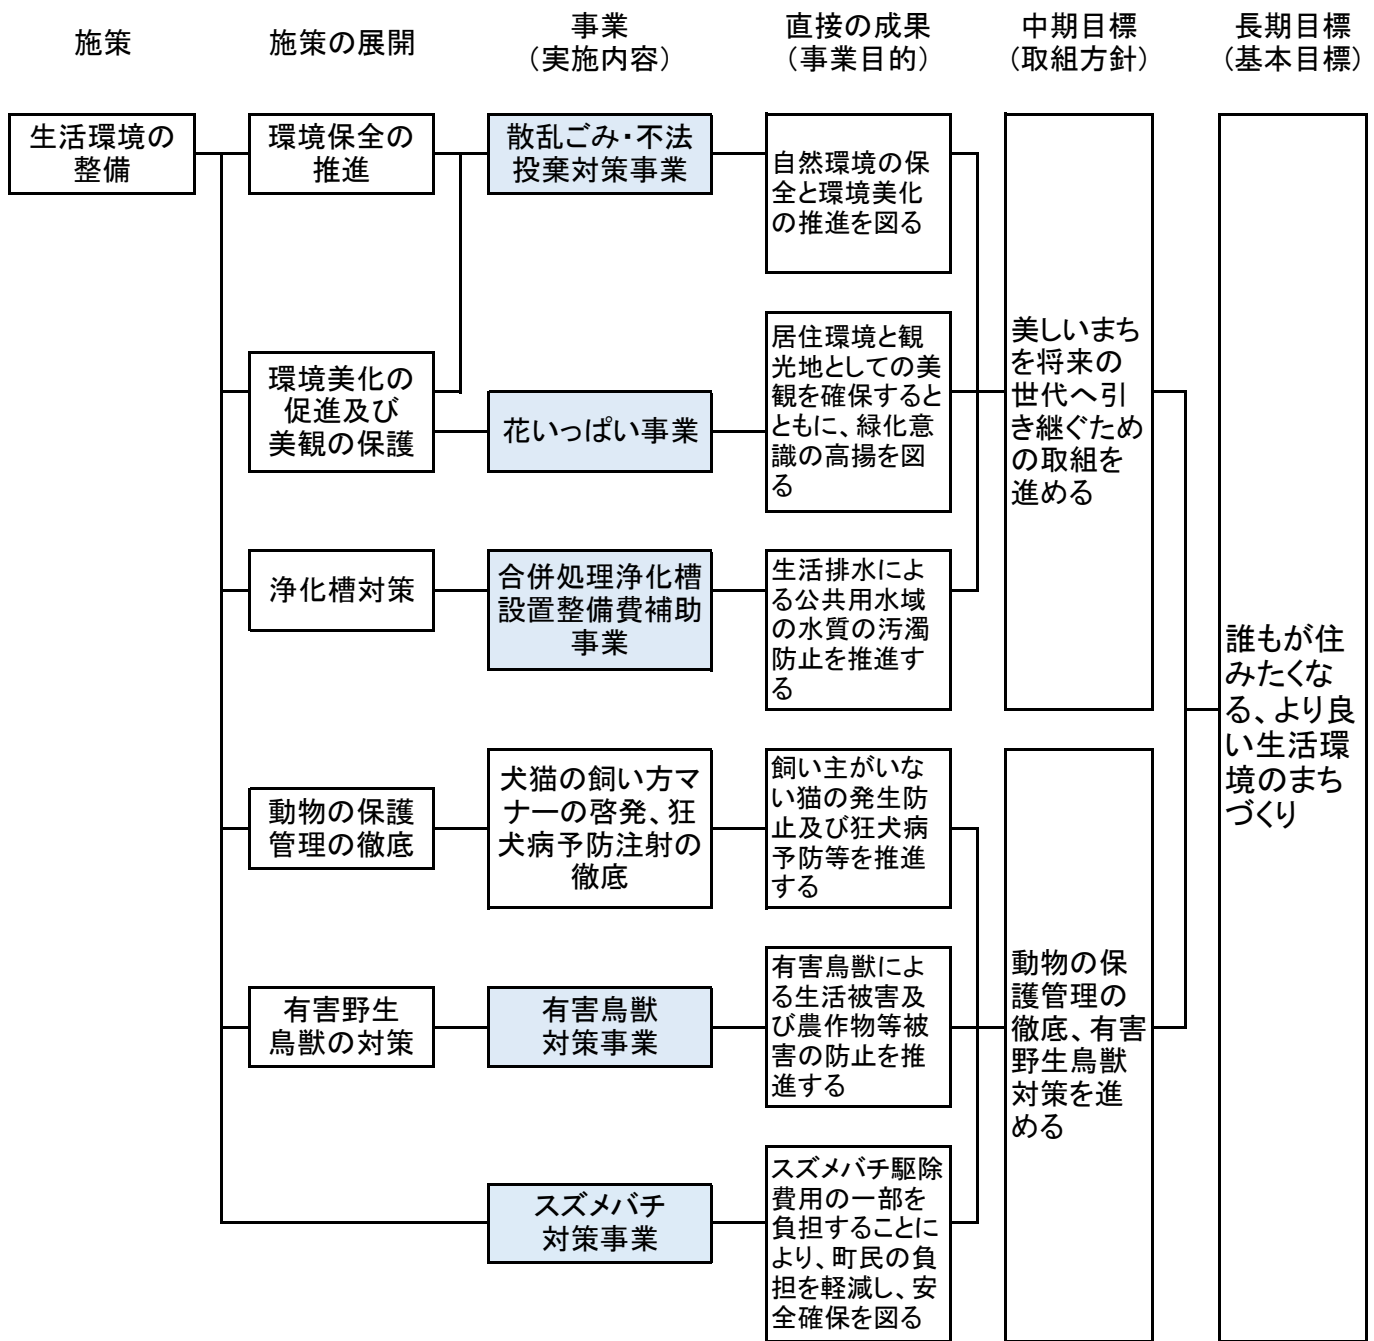 施策
施策の展開
事業
（実施内容）
直接の成果
（事業目的）
中期目標
（取組方針）
長期目標
（基本目標）
生活環境の
整備
環境保全の
推進
散乱ごみ・不法
投棄対策事業
自然環境の保
全と環境美化
の推進を図る
環境美化の
促進及び
美観の保護
花いっぱい事業
居住環境と観
光地としての美
観を確保すると
ともに、緑化意
識の高揚を図
る
浄化槽対策
合併処理浄化槽
設置整備費補助
事業
生活排水によ
る公共用水域
の水質の汚濁
防止を推進す
る
美しいまち
を将来の
世代へ引
き継ぐため
の取組を
進める
動物の保護
管理の徹底
犬猫の飼い方マ
ナーの啓発、狂
犬病予防注射の
徹底
飼い主がいな
い猫の発生防
止及び狂犬病
予防等を推進
する
有害野生
鳥獣の対策
有害鳥獣
対策事業
有害鳥獣によ
る生活被害及
び農作物等被
害の防止を推
進する
スズメバチ
対策事業
スズメバチ駆除
費用の一部を
負担することに
より、町民の負
担を軽減し、安
全確保を図る
動物の保
護管理の
徹底、有害
野生鳥獣
対策を進
める
誰もが住
みたくな
る、より良
い生活環
境のまち
づくり